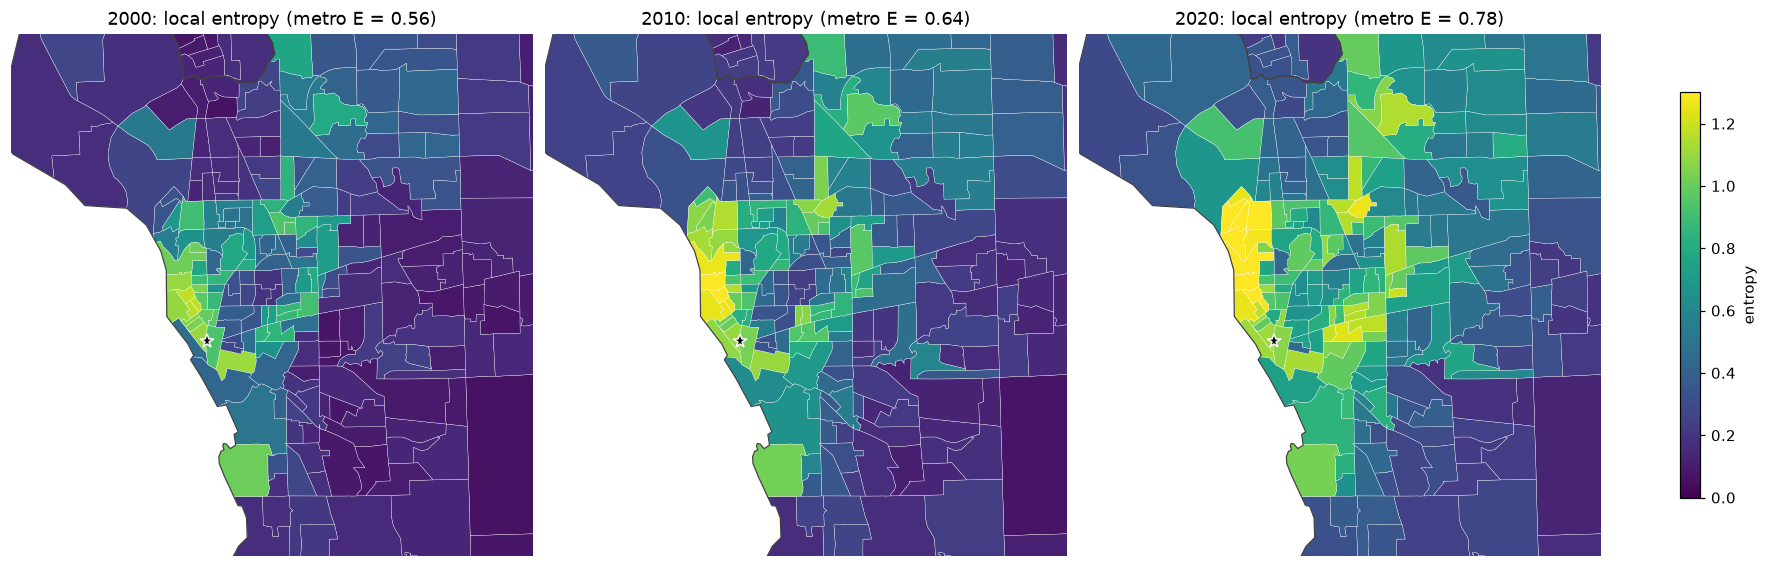 2000: local entropy (metro E = 0.56)
2010: local entropy (metro E = 0.64)
2020: local entropy (metro E = 0.78)
1.2
1.0
0.8
0.6
0.4
0.2
0.0
entropy